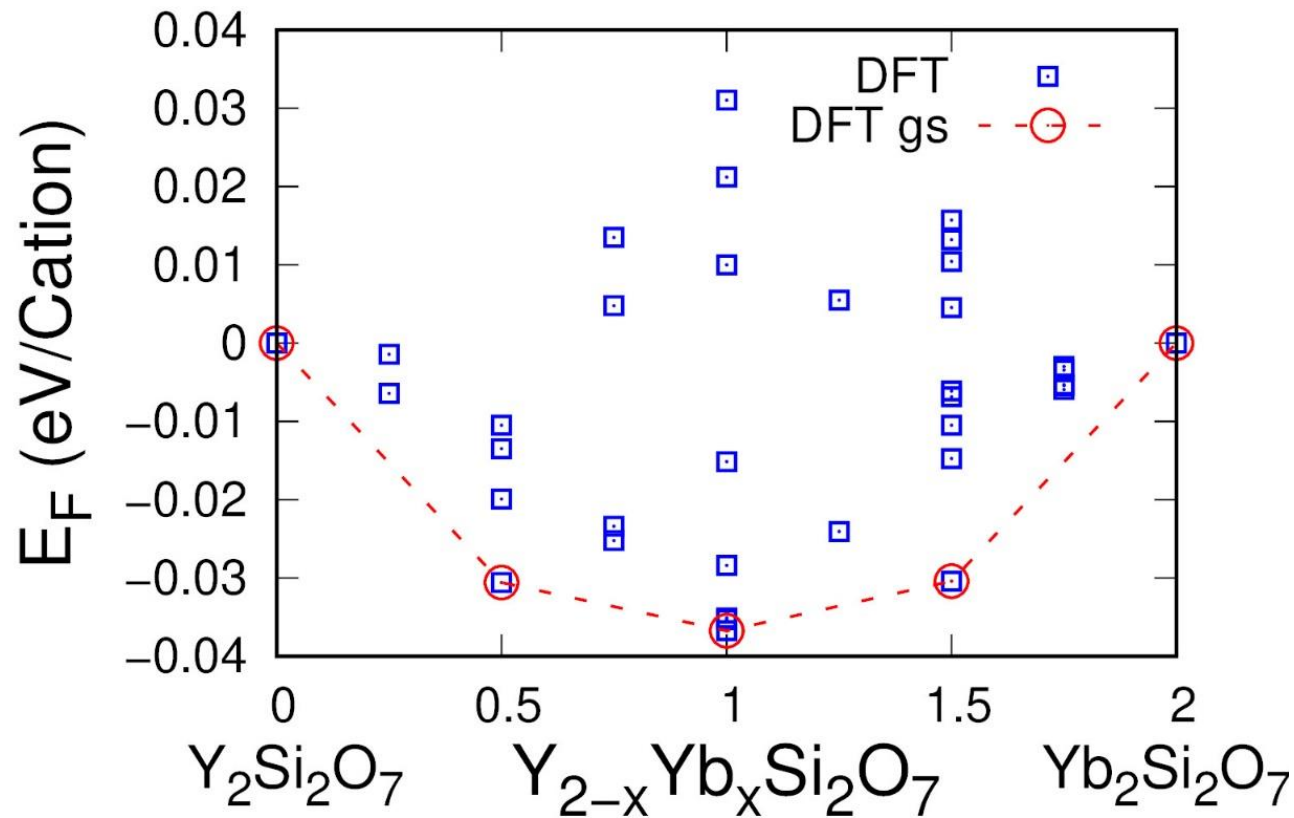 0.04
0.03
0.02
0.01
0
−0.01
−0.02
−0.03
−0.04
E_F (eV/Cation)
DFT
DFT gs
0 0.5 1 1.5 2
Y₂Si₂O₇ Y₂₋ₓYbₓSi₂O₇ Yb₂Si₂O₇